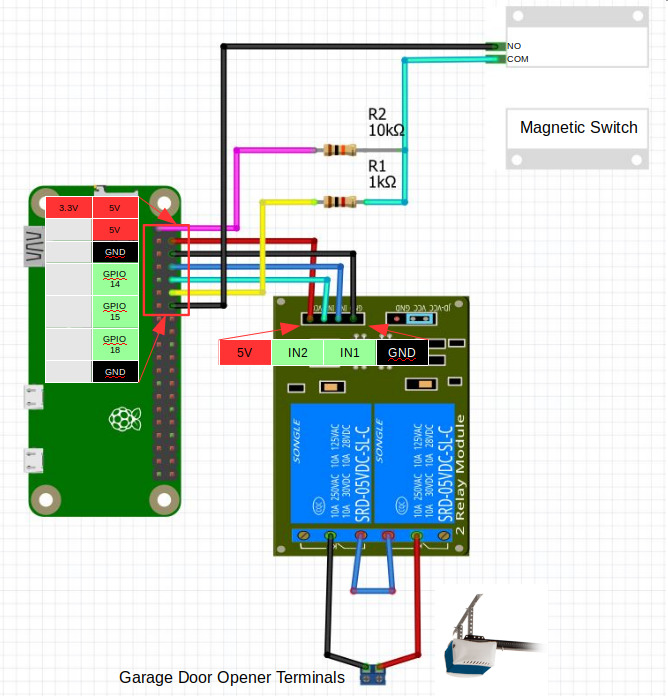 NO
COM
R2
10kΩ
Magnetic Switch
R1
1kΩ
3.3V 5V
5V
GND
GPIO
14
GPIO
15
GPIO
18
GND
JD-VCC VCC GND
5V IN2 IN1 GND
SONGLE
10A 250VAC 10A 125VAC
10A 30VDC 10A 28VDC
SRD-05VDC-SL-C
SONGLE
10A 250VAC 10A 125VAC
10A 30VDC 10A 28VDC
SRD-05VDC-SL-C
2 Relay Module
Garage Door Opener Terminals